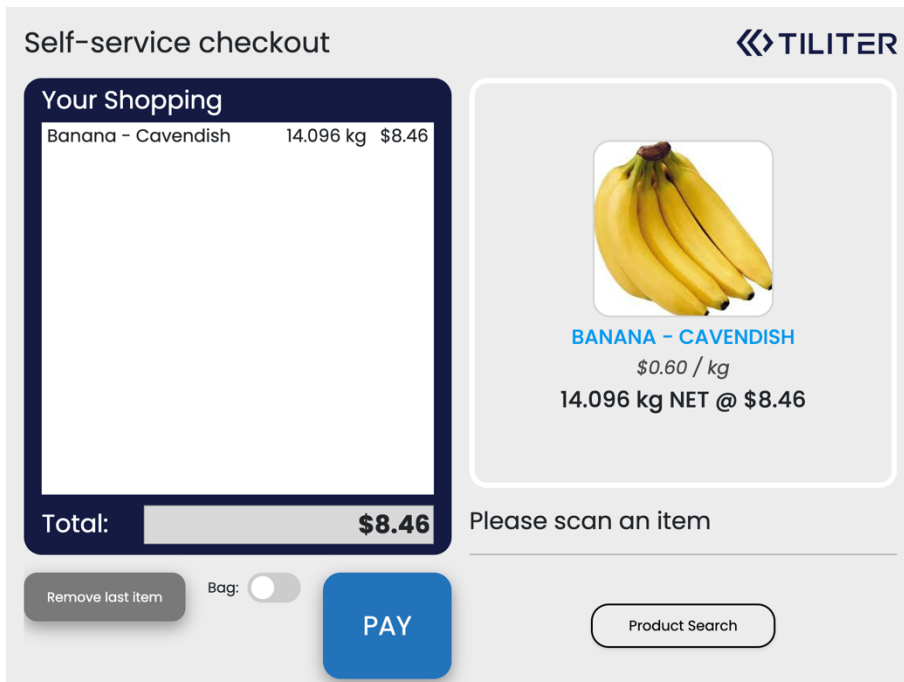 Self-service checkout
TILITER
Your Shopping
Banana - Cavendish 14.096 kg $8.46
Total: $8.46
Remove last item
Bag:
PAY
BANANA - CAVENDISH
$0.60 / kg
14.096 kg NET @ $8.46
Please scan an item
Product Search